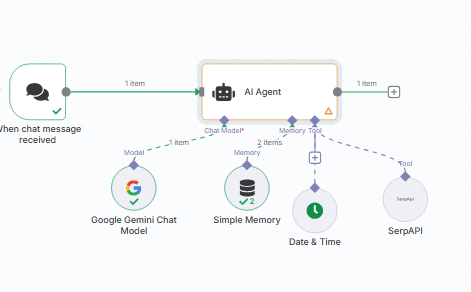 1 item
AI Agent
1 item
When chat message
received
Chat Model*
Memory
Tool
1 item
2 items
Model
Memory
Tool
2
SerpApi
Google Gemini Chat
Model
Simple Memory
Date & Time
SerpAPI